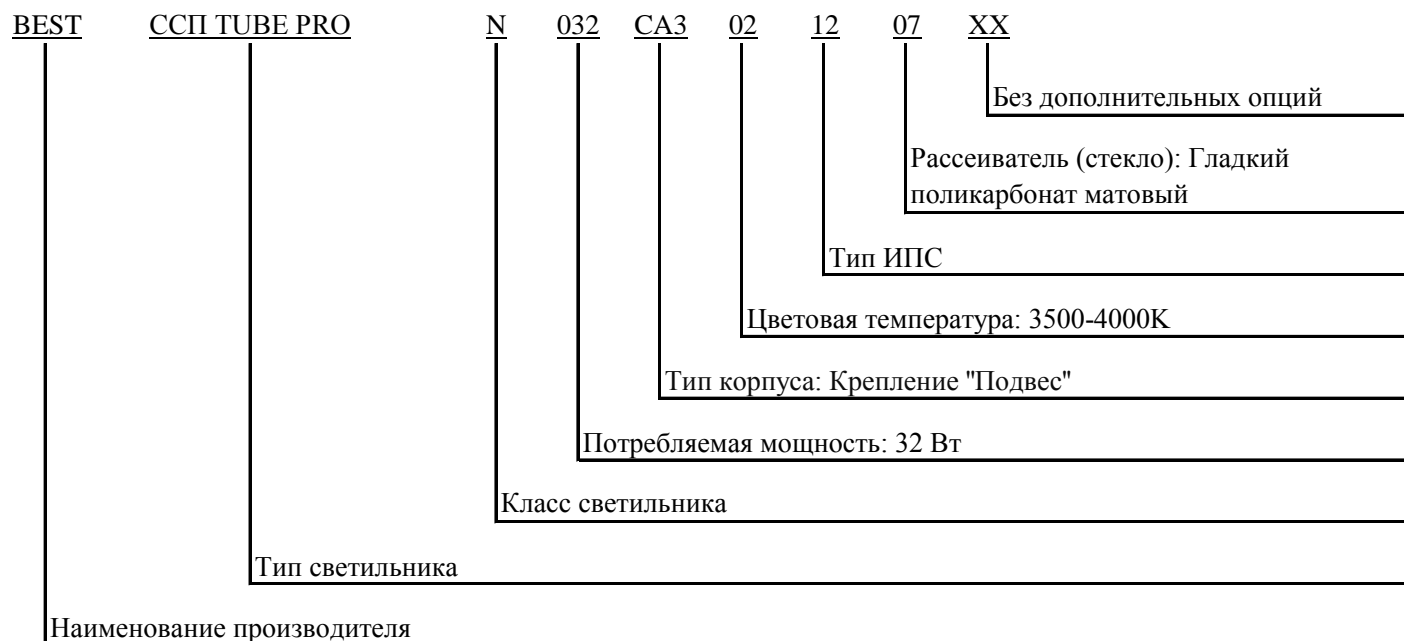 BEST ССП TUBE PRO N 032 CA3 02 12 07 XX
Без дополнительных опций
Рассеиватель (стекло): Гладкий
поликарбонат матовый
Тип ИПС
Цветовая температура: 3500-4000К
Тип корпуса: Крепление "Подвес"
Потребляемая мощность: 32 Вт
Класс светильника
Тип светильника
Наименование производителя